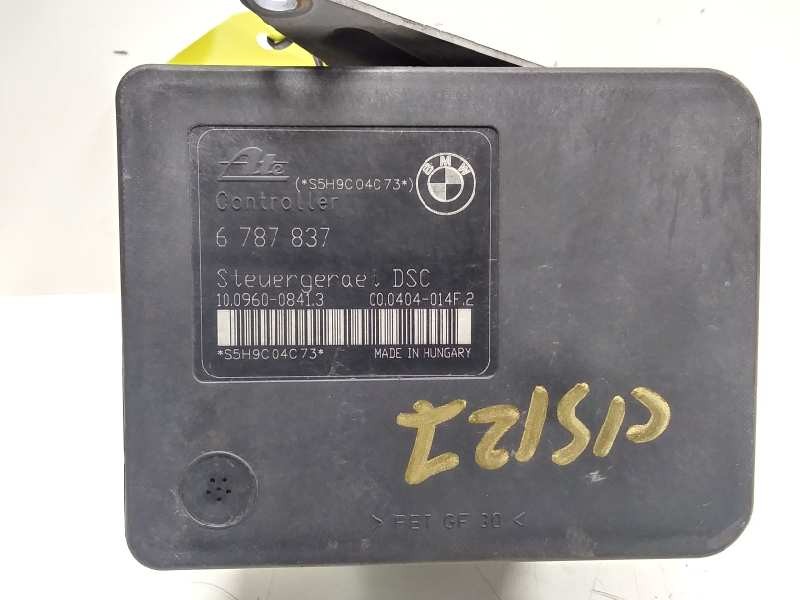 Ate
(*S5H9C04C73*)
BMW
Controller
6 787 837
Steuergeraet DSC
10.0960-0841.3 C0.0404-014F.2
*S5H9C04C73* MADE IN HUNGARY
> PET GF 30 <